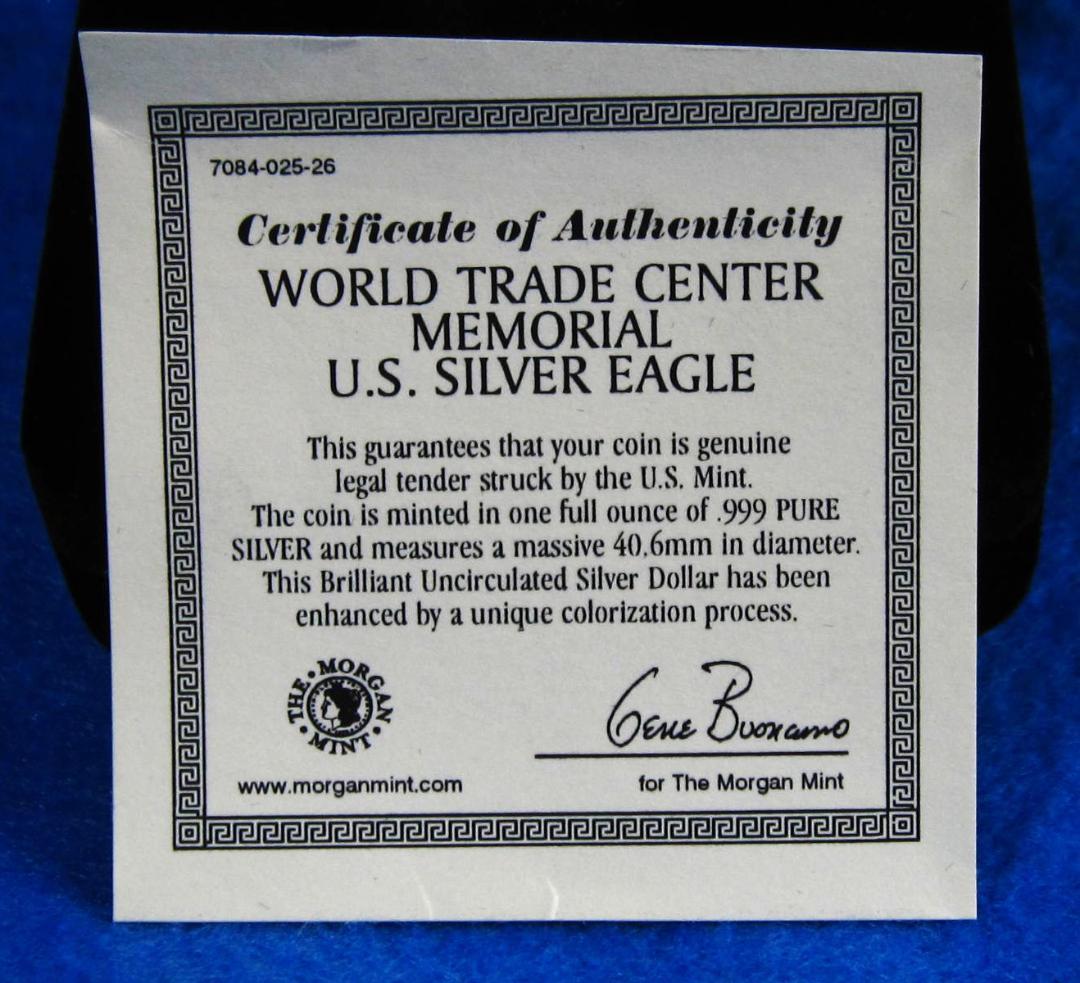 7084-025-26
Certificate of Authenticity
WORLD TRADE CENTER
MEMORIAL
U.S. SILVER EAGLE
This guarantees that your coin is genuine
legal tender struck by the U.S. Mint.
The coin is minted in one full ounce of .999 PURE
SILVER and measures a massive 40.6mm in diameter.
This Brilliant Uncirculated Silver Dollar has been
enhanced by a unique colorization process.
THE • MORGAN • MINT •
Gene Buonamo
www.morganmint.com
for The Morgan Mint